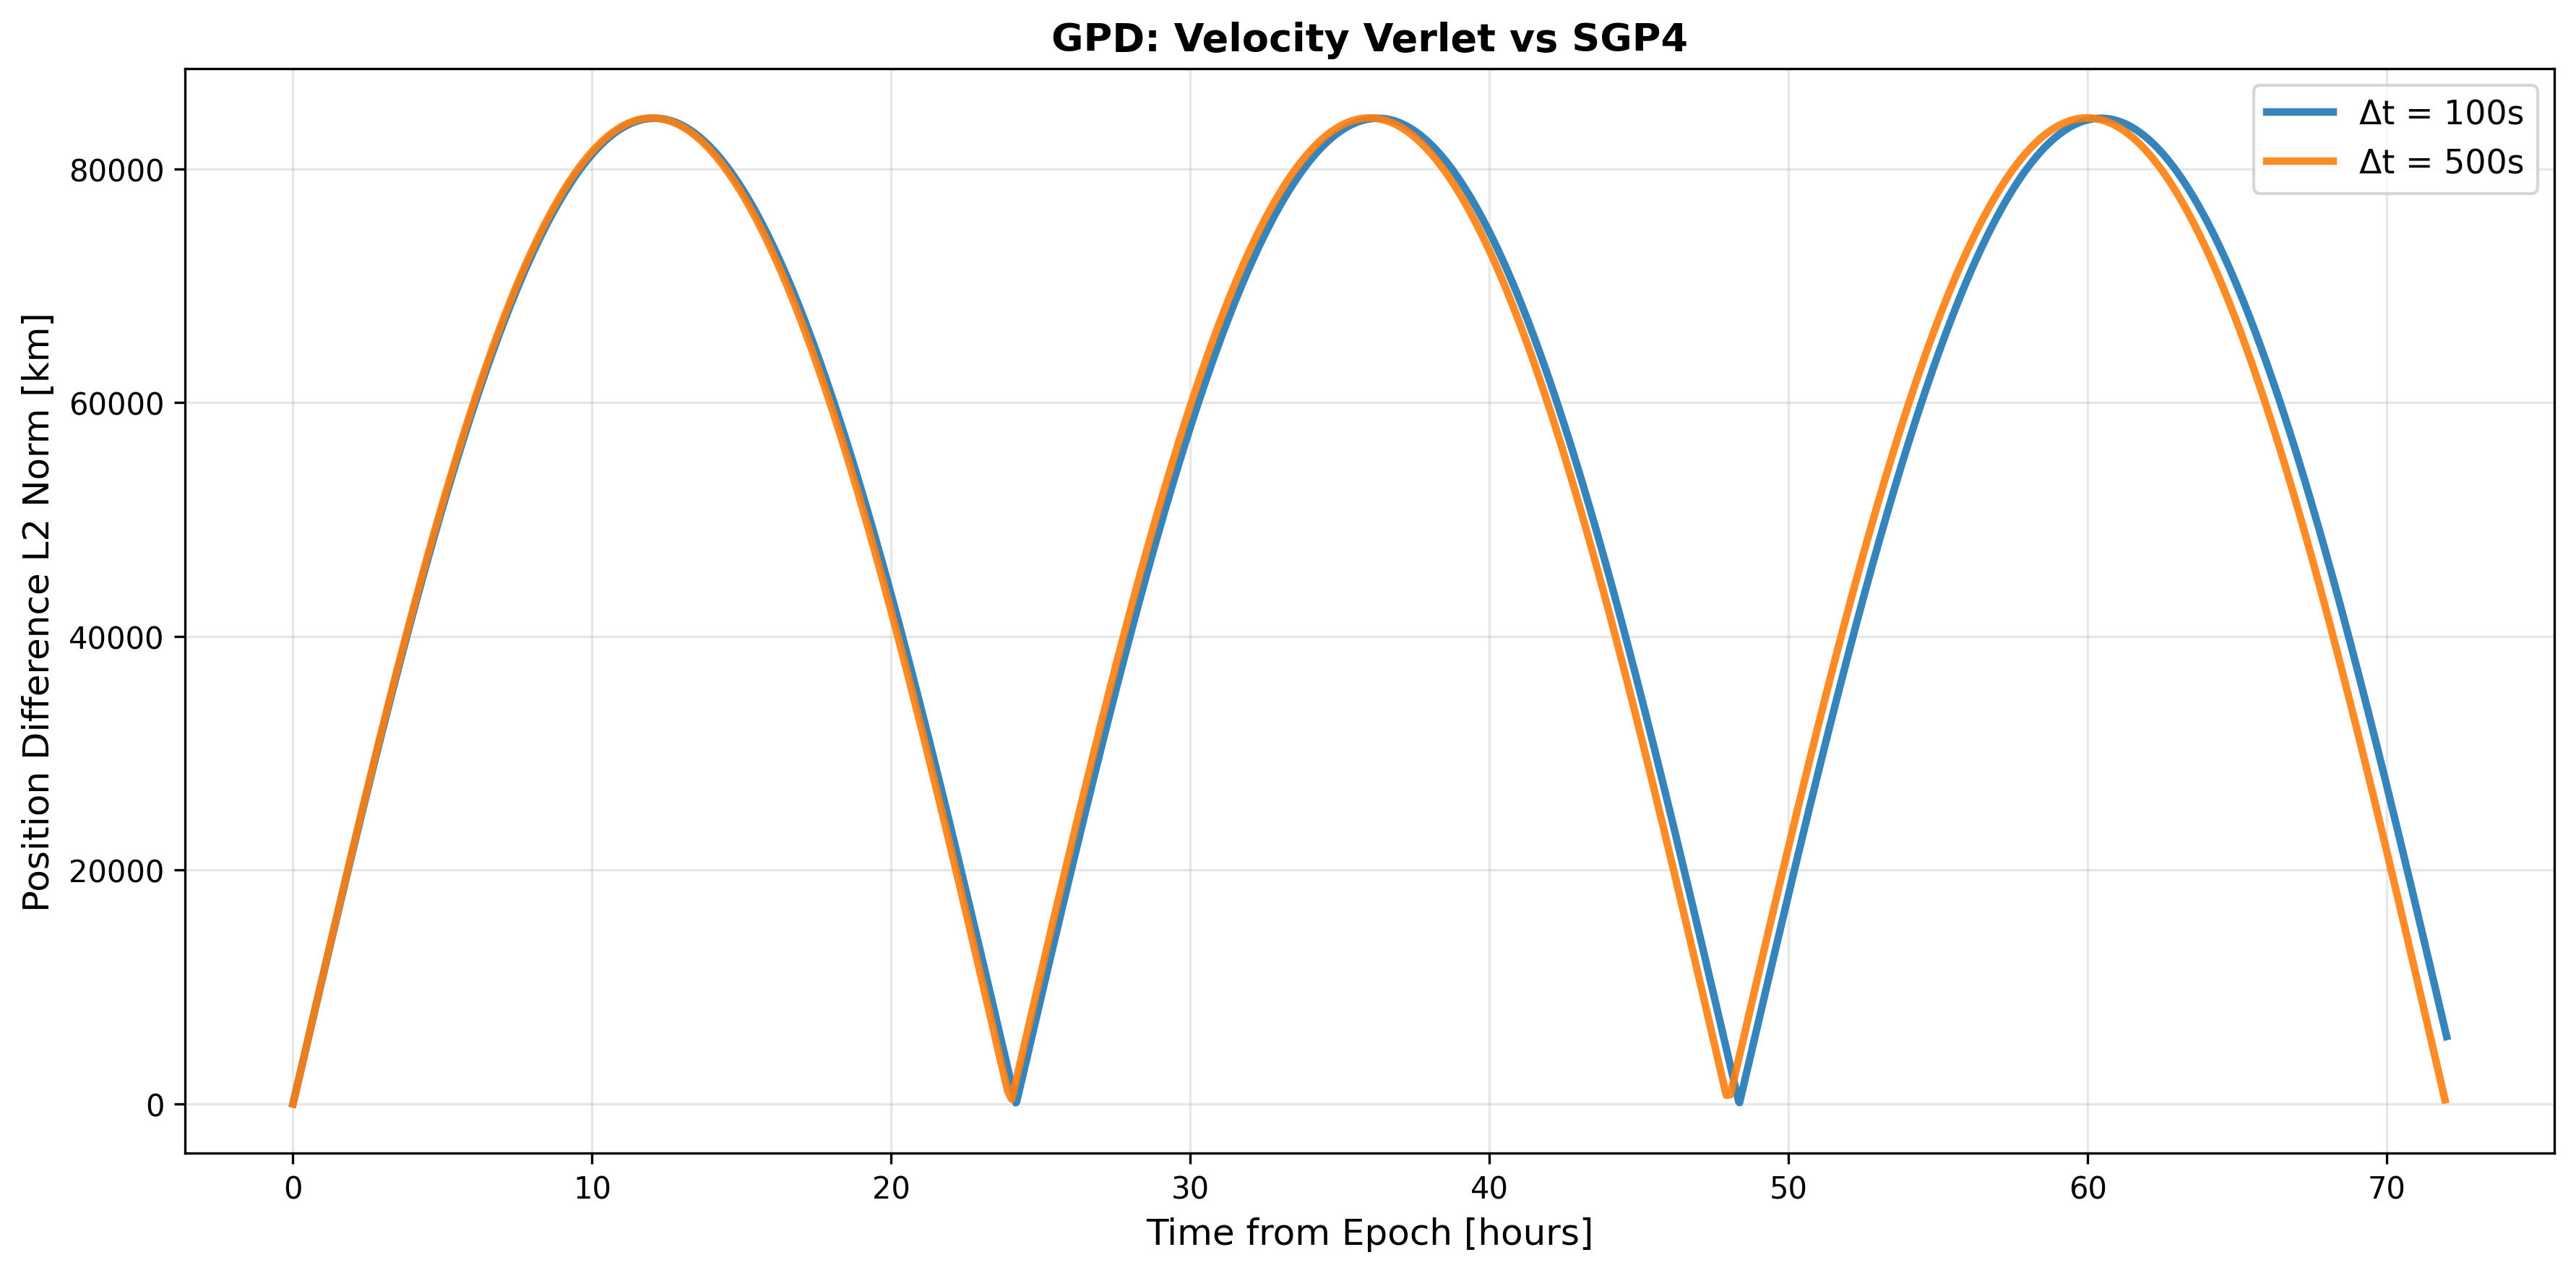 GPD: Velocity Verlet vs SGP4
Δt = 100s
Δt = 500s
Position Difference L2 Norm [km]
80000
60000
40000
20000
0
0 10 20 30 40 50 60 70
Time from Epoch [hours]